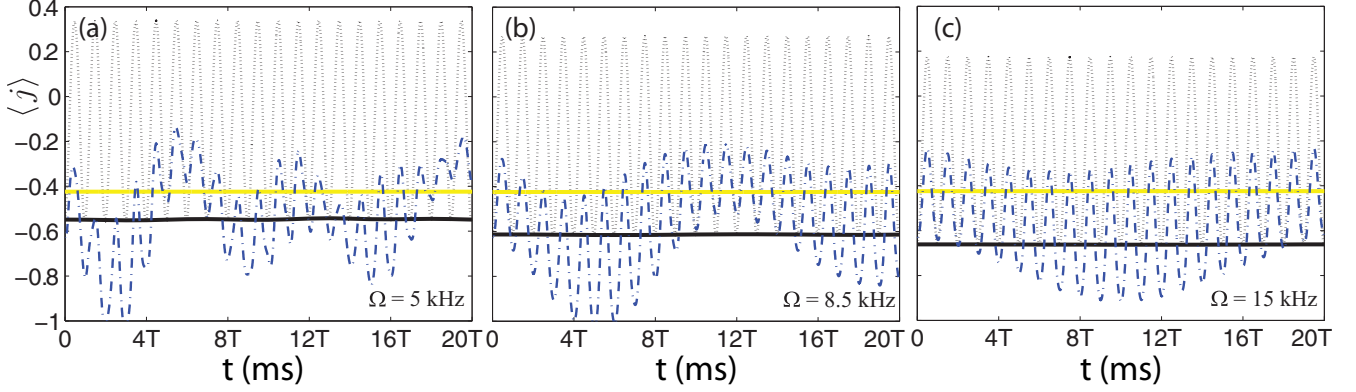 0.4
0.2
0
−0.2
−0.4
−0.6
−0.8
−1
⟨j⟩
(a)
Ω = 5 kHz
0 4T 8T 12T 16T 20T
t (ms)
(b)
Ω = 8.5 kHz
0 4T 8T 12T 16T 20T
t (ms)
(c)
Ω = 15 kHz
0 4T 8T 12T 16T 20T
t (ms)